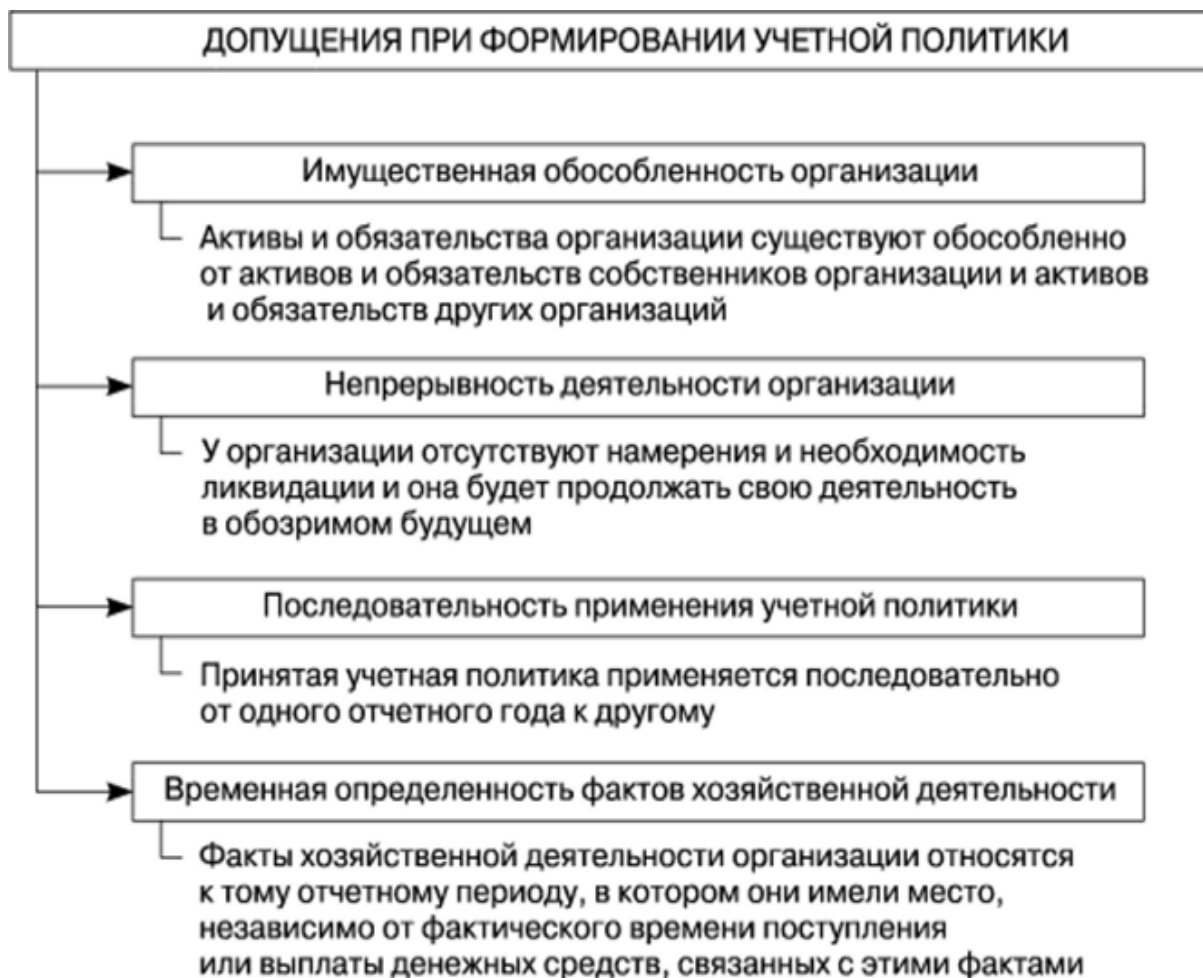 ДОПУЩЕНИЯ ПРИ ФОРМИРОВАНИИ УЧЕТНОЙ ПОЛИТИКИ
Имущественная обособленность организации
Активы и обязательства организации существуют обособленно
от активов и обязательств собственников организации и активов
и обязательств других организаций
Непрерывность деятельности организации
У организации отсутствуют намерения и необходимость
ликвидации и она будет продолжать свою деятельность
в обозримом будущем
Последовательность применения учетной политики
Принятая учетная политика применяется последовательно
от одного отчетного года к другому
Временная определенность фактов хозяйственной деятельности
Факты хозяйственной деятельности организации относятся
к тому отчетному периоду, в котором они имели место,
независимо от фактического времени поступления
или выплаты денежных средств, связанных с этими фактами